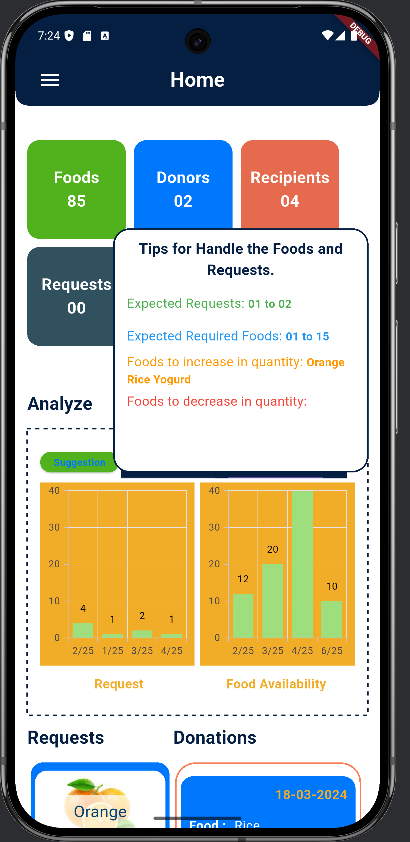 7:24
DEBUG
Home
Foods
85
Donors
02
Recipients
04
Requests
00
Tips for Handle the Foods and
Requests.
Expected Requests: 01 to 02
Expected Required Foods: 01 to 15
Foods to increase in quantity: Orange
Rice Yogurd
Foods to decrease in quantity:
Analyze
Suggestion
40
30
20
10
0
4
1
2
1
2/25 1/25 3/25 4/25
Request
40
30
20
10
0
12
20
10
2/25 3/25 4/25 6/25
Food Availability
Requests
Donations
Orange
18-03-2024
Food : Rice